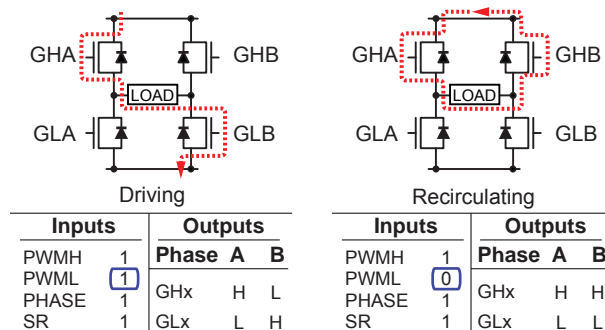 GHA GHB
LOAD
GLA GLB
Driving
Inputs Outputs
PWMH 1 Phase A B
PWML 1
GHx H L
PHASE 1
SR 1 GLx L H
GHA GHB
LOAD
GLA GLB
Recirculating
Inputs Outputs
PWMH 1 Phase A B
PWML 0
GHx H H
PHASE 1
SR 1 GLx L L